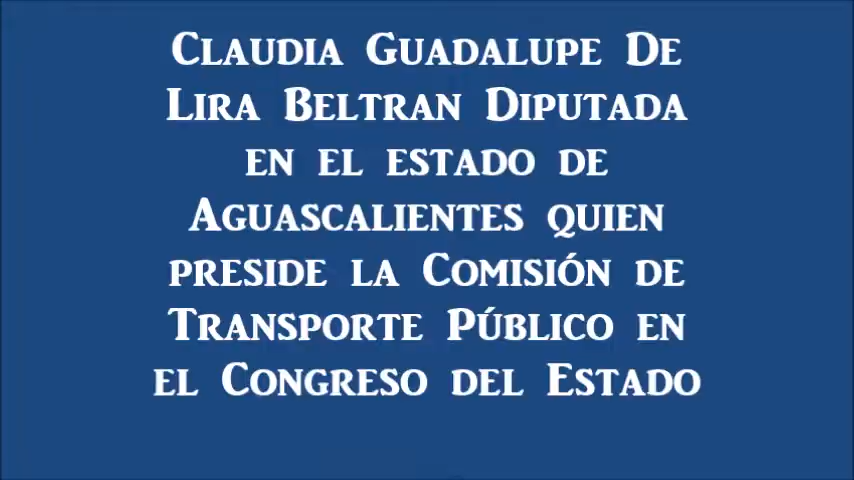 Claudia Guadalupe De
Lira Beltran Diputada
en el estado de
Aguascalientes quien
preside la Comisión de
Transporte Público en
el Congreso del Estado